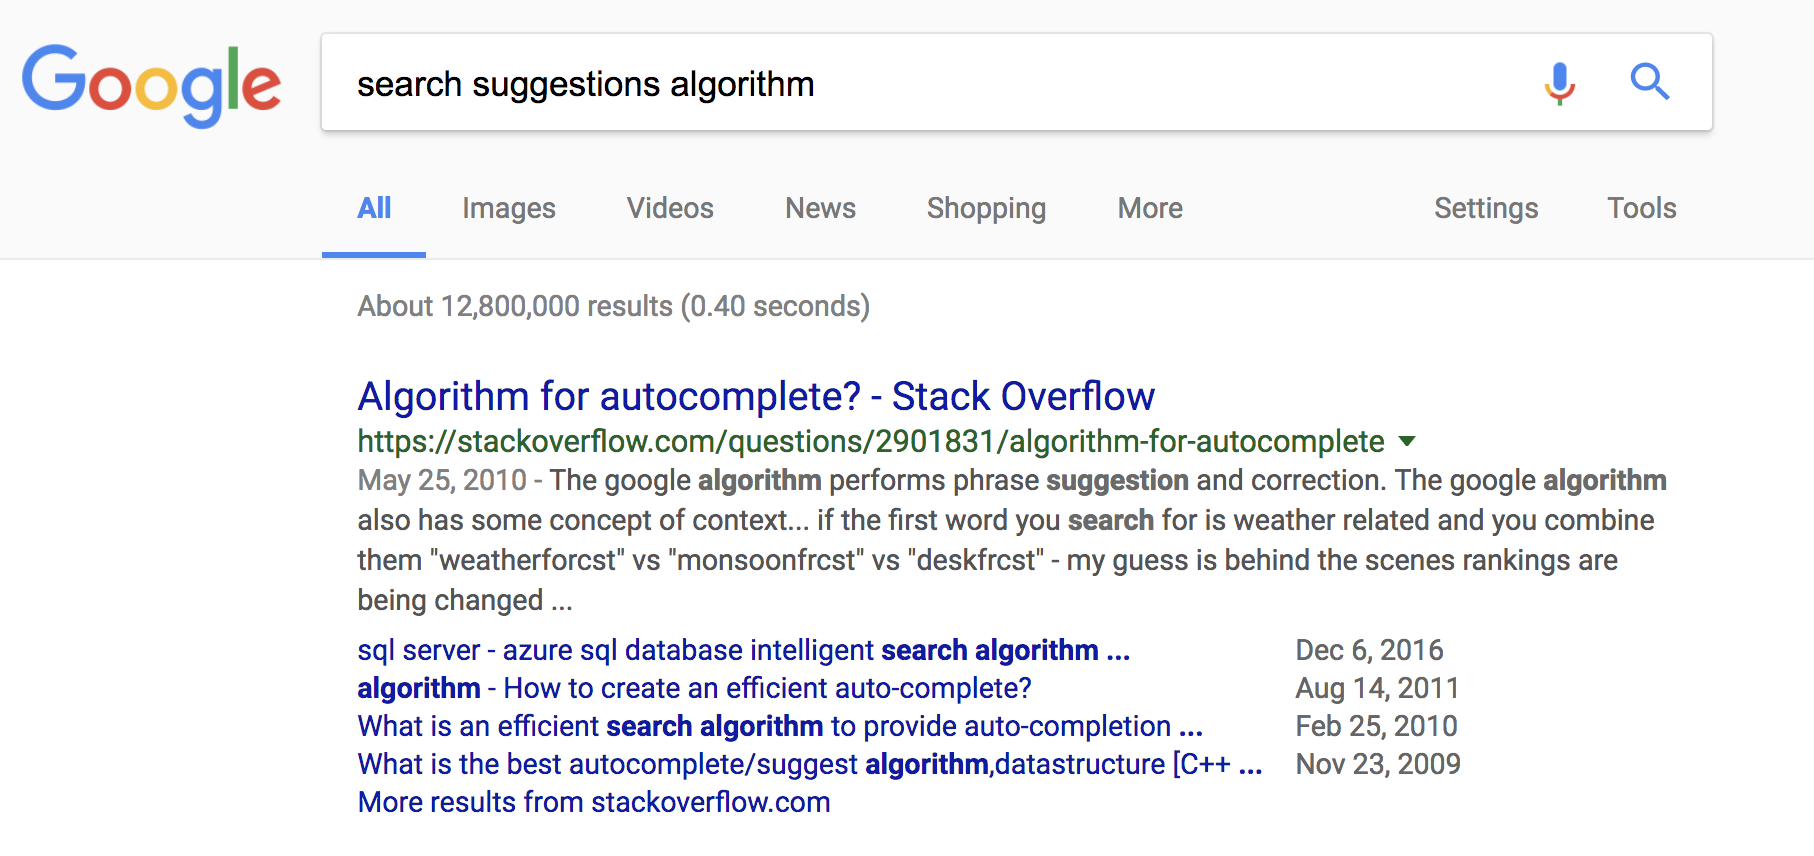 Google
search suggestions algorithm
All Images Videos News Shopping More Settings Tools
About 12,800,000 results (0.40 seconds)
Algorithm for autocomplete? - Stack Overflow
https://stackoverflow.com/questions/2901831/algorithm-for-autocomplete
May 25, 2010 - The google algorithm performs phrase suggestion and correction. The google algorithm
also has some concept of context... if the first word you search for is weather related and you combine
them "weatherforcst" vs "monsoonfrcst" vs "deskfrcst" - my guess is behind the scenes rankings are
being changed ...
sql server - azure sql database intelligent search algorithm ... Dec 6, 2016
algorithm - How to create an efficient auto-complete? Aug 14, 2011
What is an efficient search algorithm to provide auto-completion ... Feb 25, 2010
What is the best autocomplete/suggest algorithm,datastructure [C++ ... Nov 23, 2009
More results from stackoverflow.com